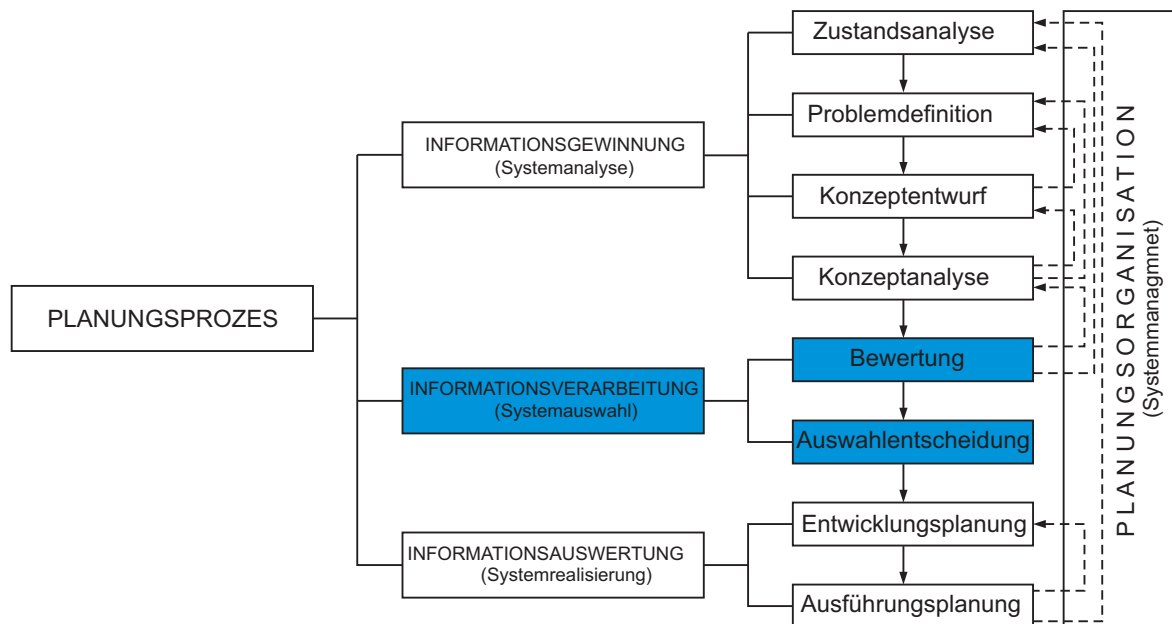 Zustandsanalyse
Problemdefinition
INFORMATIONSGEWINNUNG
(Systemanalyse)
Konzeptentwurf
Konzeptanalyse
PLANUNGSPROZES
Bewertung
INFORMATIONSVERARBEITUNG
(Systemauswahl)
Auswahlentscheidung
Entwicklungsplanung
INFORMATIONSAUSWERTUNG
(Systemrealisierung)
Ausführungsplanung
PLANUNGSORGANISATION
(Systemmanagmnet)